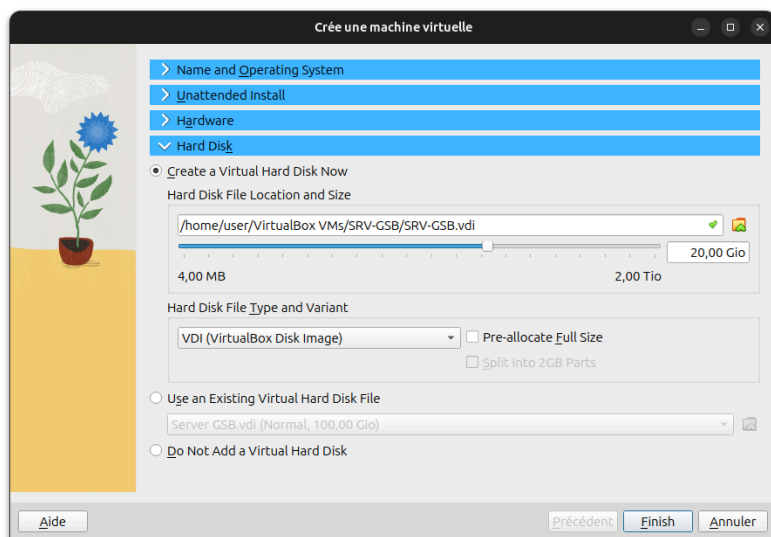 Crée une machine virtuelle
Name and Operating System
Unattended Install
Hardware
Hard Disk
Create a Virtual Hard Disk Now
Hard Disk File Location and Size
/home/user/VirtualBox VMs/SRV-GSB/SRV-GSB.vdi
20,00 Gio
4,00 MB 2,00 Tio
Hard Disk File Type and Variant
VDI (VirtualBox Disk Image) Pre-allocate Full Size
Split Into 2GB Parts
Use an Existing Virtual Hard Disk File
Server GSB.vdi (Normal, 100,00 Gio)
Do Not Add a Virtual Hard Disk
Aide Précédent Finish Annuler